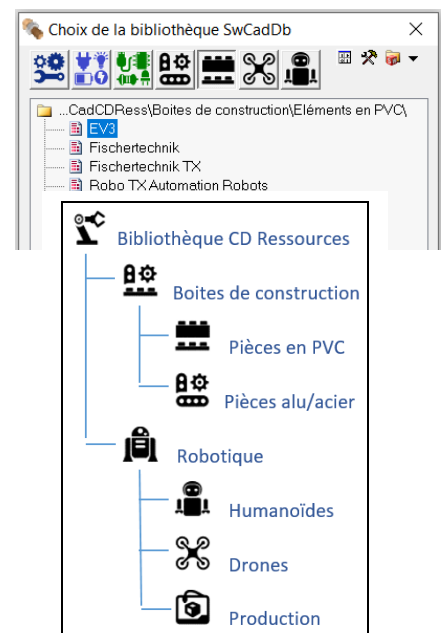 Choix de la bibliothèque SwCadDb
...CadCDRess\Boites de construction\Eléments en PVC\
EV3
Fischertechnik
Fischertechnik TX
Robo TX Automation Robots
Bibliothèque CD Ressources
Boites de construction
Pièces en PVC
Pièces alu/acier
Robotique
Humanoïdes
Drones
Production